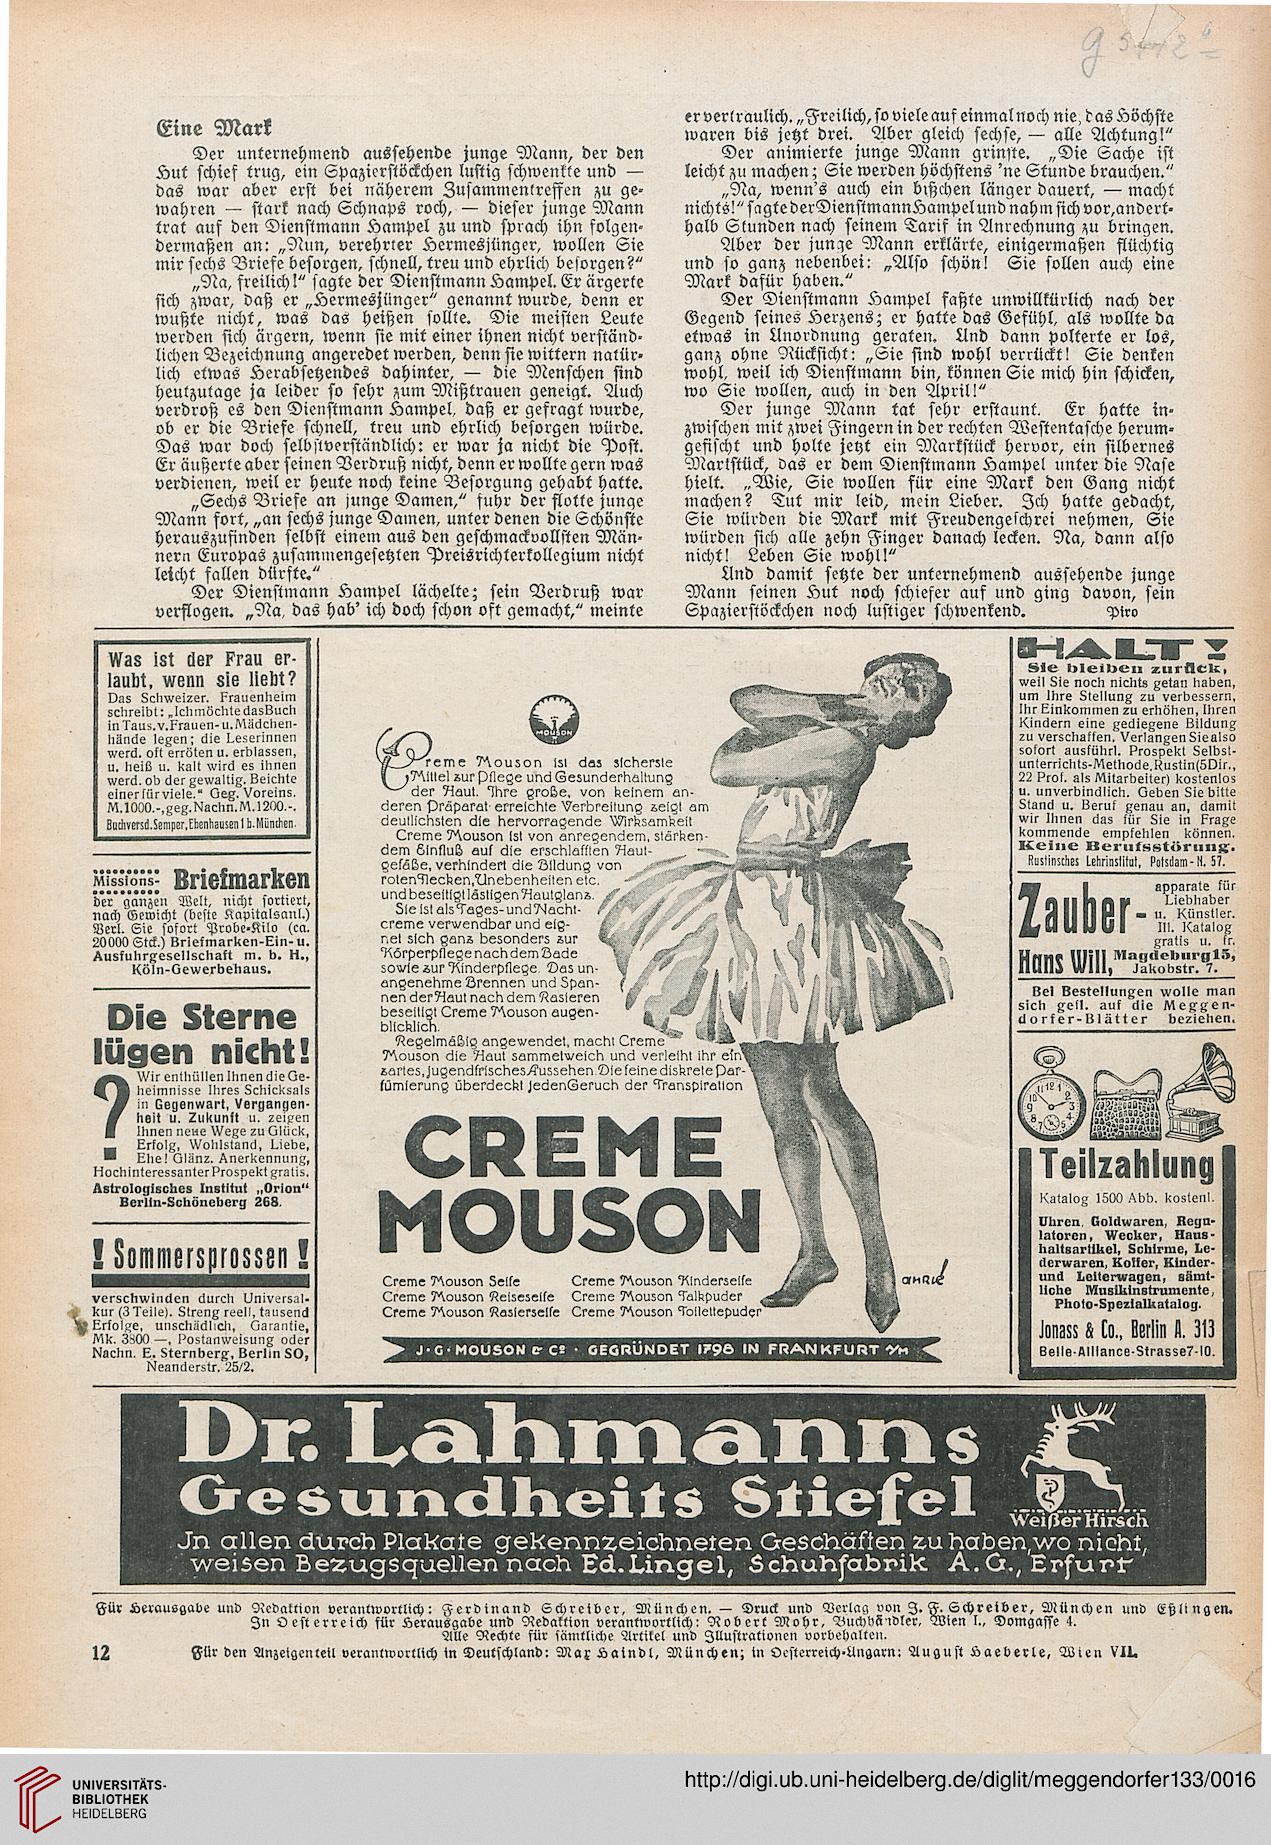 Eine Mark
Der unternehmend aussehende junge Mann, der den
Hut schief trug, ein Spazierstöckchen lustig schwenkte und —
das war aber erst bei näherem Zusammentreffen zu ge-
wahren — stark nach Schnaps roch, — dieser junge Mann
trat auf den Dienstmann Hampel zu und sprach ihn folgen-
dermaßen an: „Nun, verehrter Hermesjünger, wollen Sie
mir sechs Briefe besorgen, schnell, treu und ehrlich besorgen?“
„Na, freilich!“ sagte der Dienstmann Hampel. Er ärgerte
sich zwar, daß er „Hermesjünger“ genannt wurde, denn er
wußte nicht, was das heißen sollte. Die meisten Leute
werden sich ärgern, wenn sie mit einer ihnen nicht verständ-
lichen Bezeichnung angeredet werden, denn sie wittern natür-
lich etwas Herabsetzendes dahinter, — die Menschen sind
heutzutage ja leider so sehr zum Mißtrauen geneigt. Auch
verdroß es den Dienstmann Hampel, daß er gefragt wurde,
ob er die Briefe schnell, treu und ehrlich besorgen würde.
Das war doch selbstverständlich: er war ja nicht die Post.
Er äußerte aber seinen Verdruß nicht, denn er wollte gern was
verdienen, weil er heute noch keine Besorgung gehabt hatte.
„Sechs Briefe an junge Damen,“ fuhr der flotte junge
Mann fort, „an sechs junge Damen, unter denen die Schönste
herauszufinden selbst einem aus den geschmackvollsten Män-
nern Europas zusammengesetzten Preisrichterkollegium nicht
leicht fallen dürfte.“
Der Dienstmann Hampel lächelte; sein Verdruß war
verflogen. „Na, das hab' ich doch schon oft gemacht,“ meinte
er vertraulich. „Freilich, so viele auf einmal noch nie, das Höchste
waren bis jetzt drei. Aber gleich sechse, — alle Achtung!“
Der animierte junge Mann grinste. „Die Sache ist
leicht zu machen; Sie werden höchstens 'ne Stunde brauchen.“
„Na, wenn's auch ein bißchen länger dauert, — macht
nichts!“ sagte der Dienstmann Hampel und nahm sich vor, andert-
halb Stunden nach seinem Tarif in Anrechnung zu bringen.
Aber der junge Mann erklärte, einigermaßen flüchtig
und so ganz nebenbei: „Also schön! Sie sollen auch eine
Mark dafür haben.“
Der Dienstmann Hampel faßte unwillkürlich nach der
Gegend seines Herzens; er hatte das Gefühl, als wollte da
etwas in Unordnung geraten. Und dann polterte er los,
ganz ohne Rücksicht: „Sie sind wohl verrückt! Sie denken
wohl, weil ich Dienstmann bin, können Sie mich hin schicken,
wo Sie wollen, auch in den April!“
Der junge Mann tat sehr erstaunt. Er hatte in-
zwischen mit zwei Fingern in der rechten Westentasche herum-
gefischt und holte jetzt ein Markstück hervor, ein silbernes
Markstück, das er dem Dienstmann Hampel unter die Nase
hielt. „Wie, Sie wollen für eine Mark den Gang nicht
machen? Tut mir leid, mein Lieber. Ich hatte gedacht,
Sie würden die Mark mit Freudengeschrei nehmen, Sie
würden sich alle zehn Finger danach lecken. Na, dann also
nicht! Leben Sie wohl!“
Und damit setzte der unternehmend aussehende junge
Mann seinen Hut noch schiefer auf und ging davon, sein
Spazierstöckchen noch lustiger schwenkend. Piro
Was ist der Frau er-
laubt, wenn sie liebt?
Das Schweizer. Frauenheim
schreibt: „Ich möchte das Buch
in Taus. v. Frauen- u. Mädchen-
hände legen; die Leserinnen
werd. oft erröten u. erblassen,
u. heiß u. kalt wird es ihnen
werd. ob der gewaltig. Beichte
einer für viele.“ Geg. Voreins.
M. 1000.-, geg. Nachn. M. 1200.-.
Buchversd. Semper, Ebenhausen 1 b. München.
Missions- Briefmarken
der ganzen Welt, nicht sortiert,
nach Gewicht (beste Kapitalsanl.)
Verl. Sie sofort Probe-Kilo (ca.
20000 Stck.) Briefmarken-Ein- u.
Ausfuhrgesellschaft m. b. H.,
Köln-Gewerbehaus.
Die Sterne
lügen nicht!
? Wir enthüllen Ihnen die Ge-
heimnisse Ihres Schicksals
in Gegenwart, Vergangen-
heit u. Zukunft u. zeigen
Ihnen neue Wege zu Glück,
Erfolg, Wohlstand, Liebe,
Ehe! Glänz. Anerkennung,
Hochinteressanter Prospekt gratis.
Astrologisches Institut „Orion“
Berlin-Schöneberg 268.
! Sommersprossen !
verschwinden durch Universal-
kur (3 Teile). Streng reell, tausend
Erfolge, unschädlich, Garantie,
Mk. 3800 —, Postanweisung oder
Nachn. E. Sternberg, Berlin SO,
Neanderstr. 25/2.
MOUSON
Creme Mouson ist das sicherste
Mittel zur Pflege und Gesunderhaltung
der Haut. Ihre große, von keinem an-
deren Präparat erreichte Verbreitung zeigt am
deutlichsten die hervorragende Wirksamkeit
Creme Mouson ist von anregendem, stärken-
dem Einfluß auf die erschlafften Haut-
gefäße, verhindert die Bildung von
roten Flecken, Unebenheiten etc.
und beseitigt lästigen Hautglanz.
Sie ist als Tages- und Nacht-
creme verwendbar und eig-
net sich ganz besonders zur
Körperpflege nach dem Bade
sowie zur Kinderpflege. Das un-
angenehme Brennen und Span-
nen der Haut nach dem Rasieren
beseitigt Creme Mouson augen-
blicklich.
Regelmäßig angewendet, macht Creme
Mouson die Haut sammetweich und verleiht ihr ein
zartes, jugendfrisches Aussehen. Die feine diskrete Par-
fümierung überdeckt jeden Geruch der Transpiration
CREME
MOUSON
Creme Mouson Seife Creme Mouson Kinderseife
Creme Mouson Reiseseife Creme Mouson Talkpuder
Creme Mouson Rasierseife Creme Mouson Toilettepuder
AHRLÉ
J·G·MOUSON & Cº · GEGRÜNDET 1798 IN FRANKFURT A/M
HALT!
Sie bleiben zurück,
weil Sie noch nichts getan haben,
um Ihre Stellung zu verbessern,
Ihr Einkommen zu erhöhen, Ihren
Kindern eine gediegene Bildung
zu verschaffen. Verlangen Sie also
sofort ausführl. Prospekt Selbst-
unterrichts-Methode, Rustin (5 Dir.,
22 Prof. als Mitarbeiter) kostenlos
u. unverbindlich. Geben Sie bitte
Stand u. Beruf genau an, damit
wir Ihnen das für Sie in Frage
kommende empfehlen können.
Keine Berufsstörung.
Rustinsches Lehrinstitut, Potsdam - N. 57.
Zauber- apparate für
Liebhaber
u. Künstler.
Ill. Katalog
gratis u. fr.
Hans Will, Magdeburg 15,
Jakobstr. 7.
Bei Bestellungen wolle man
sich gefl. auf die Meggen-
dorfer-Blätter beziehen.
Teilzahlung
Katalog 1500 Abb. kostenl.
Uhren, Goldwaren, Regu-
latoren, Wecker, Haus-
haltsartikel, Schirme, Le-
derwaren, Koffer, Kinder-
und Leiterwagen, sämt-
liche Musikinstrumente,
Photo-Spezialkatalog.
Jonass & Co., Berlin A. 313
Belle-Alliance-Strasse 7-10.
Dr. Lahmanns
Gesundheits Stiefel
Weißer Hirsch
In allen durch Plakate gekennzeichneten Geschäften zu haben, wo nicht,
weisen Bezugsquellen nach Ed. Lingel, Schuhfabrik A. G., Erfurt
Für Herausgabe und Redaktion verantwortlich: Ferdinand Schreiber, München. — Druck und Verlag von J. F. Schreiber, München und Eßlingen.
In Oesterreich für Herausgabe und Redaktion verantwortlich: Robert Mohr, Buchhändler, Wien I., Domgasse 4.
Alle Rechte für sämtliche Artikel und Illustrationen vorbehalten.
12 Für den Anzeigenteil verantwortlich in Deutschland: Max Haindl, München; in Oesterreich-Ungarn: August Haeberle, Wien VII.
UNIVERSITÄTS-
BIBLIOTHEK
HEIDELBERG
http://digi.ub.uni-heidelberg.de/diglit/meggendorfer133/0016